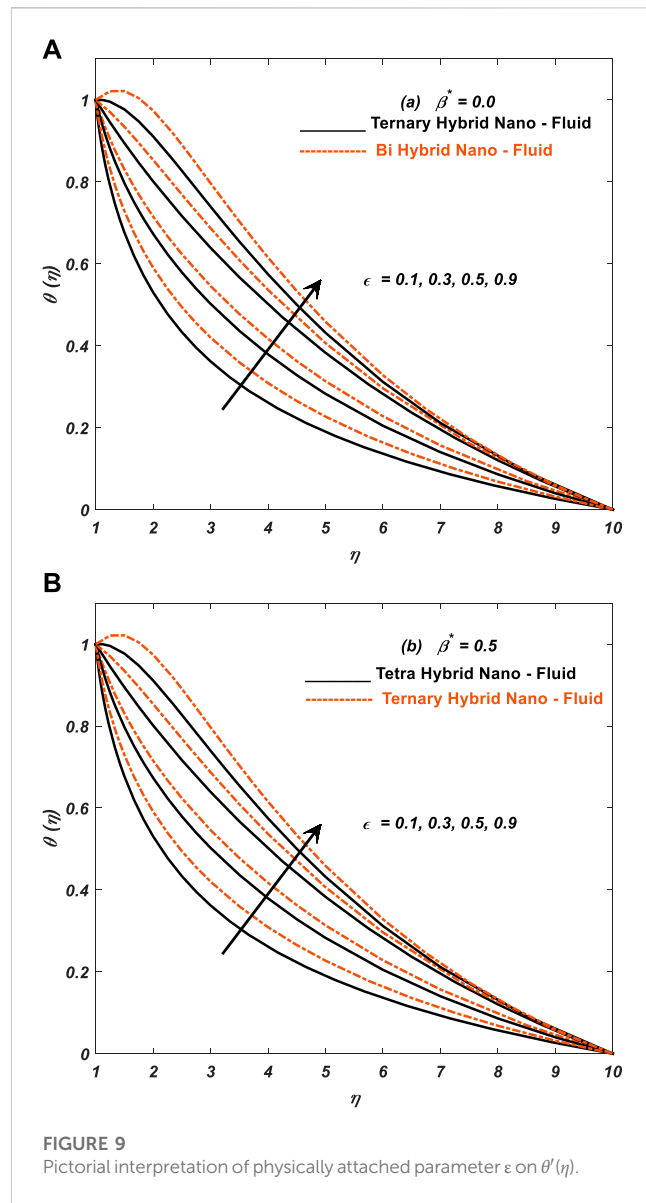 A
(a) β* = 0.0
Ternary Hybrid Nano - Fluid
Bi Hybrid Nano - Fluid
ϵ = 0.1, 0.3, 0.5, 0.9
θ (η)
1
0.8
0.6
0.4
0.2
0
1 2 3 4 5 6 7 8 9 10
η
B
(b) β* = 0.5
Tetra Hybrid Nano - Fluid
Ternary Hybrid Nano - Fluid
ϵ = 0.1, 0.3, 0.5, 0.9
θ (η)
1
0.8
0.6
0.4
0.2
0
1 2 3 4 5 6 7 8 9 10
η
FIGURE 9
Pictorial interpretation of physically attached parameter ε on θ′(η).